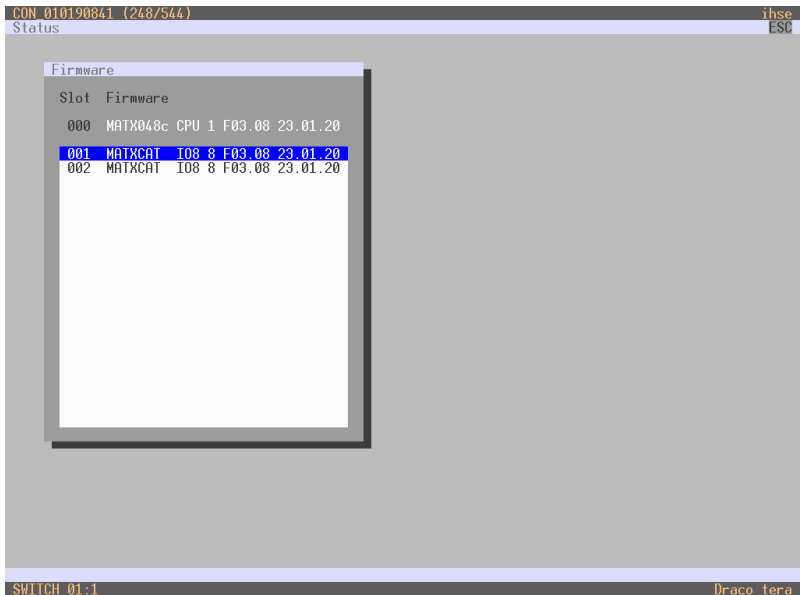 CON_010190841 (248/544) ihse
Status ESC
Firmware
Slot Firmware
000 MATX048c CPU 1 F03.08 23.01.20
001 MATXCAT IO8 8 F03.08 23.01.20
002 MATXCAT IO8 8 F03.08 23.01.20
SWITCH 01:1 Draco tera